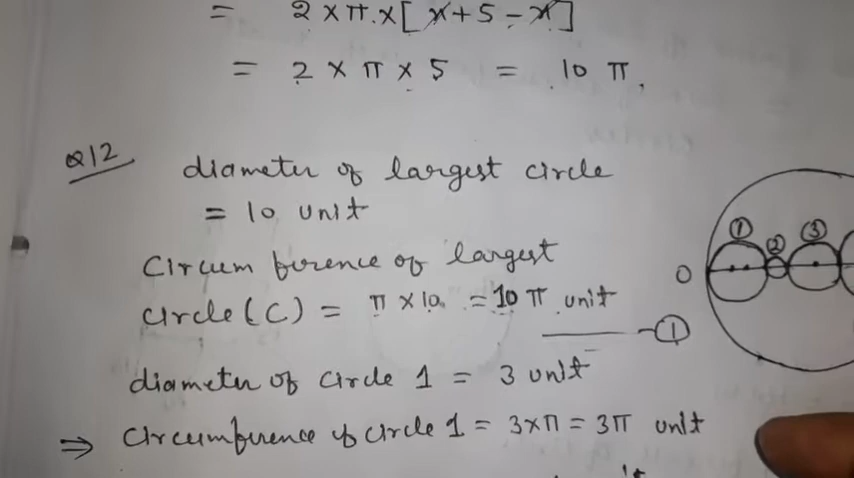 = 2 × π × [x + 5 - x]
= 2 × π × 5 = 10 π.
Q12
diameter of largest circle
= 10 unit
Circumference of largest
circle (C) = π × 10 = 10 π unit
①
diameter of circle 1 = 3 unit
⇒ circumference of circle 1 = 3×π = 3π unit
0
① ② ③